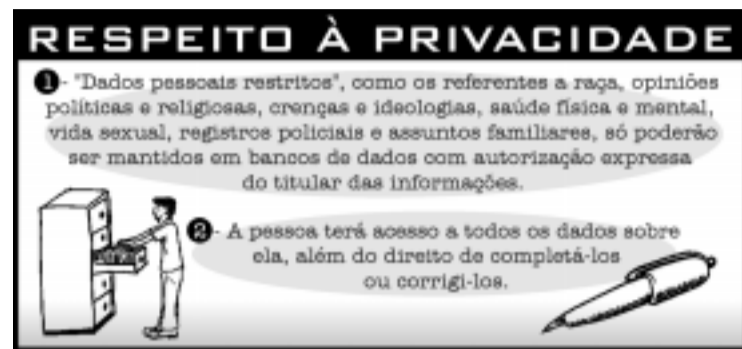 RESPEITO À PRIVACIDADE
1- "Dados pessoais restritos", como os referentes a raça, opiniões
políticas e religiosas, crenças e ideologias, saúde física e mental,
vida sexual, registros policiais e assuntos familiares, só poderão
ser mantidos em bancos de dados com autorização expressa
do titular das informações.
2- A pessoa terá acesso a todos os dados sobre
ela, além do direito de completá-los
ou corrigi-los.